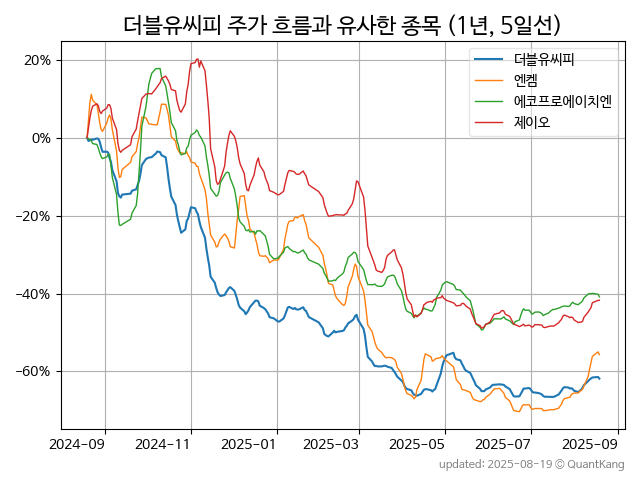 더블유씨피 주가 흐름과 유사한 종목 (1년, 5일선)
더블유씨피
엔켐
에코프로에이치엔
제이오
20%
0%
−20%
−40%
−60%
2024-09 2024-11 2025-01 2025-03 2025-05 2025-07 2025-09
updated: 2025-08-19 © QuantKang